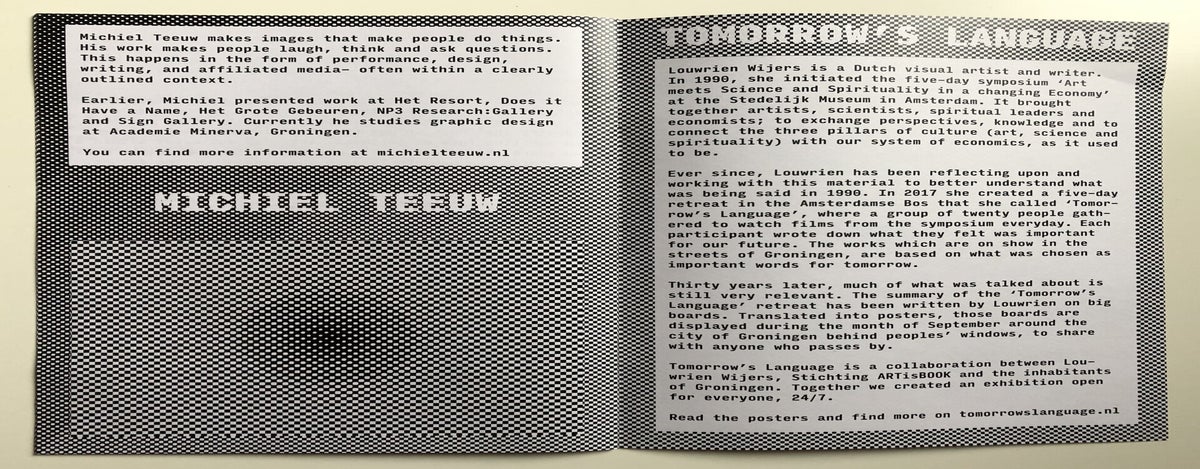 Michiel Teeuw makes images that make people do things.
His work makes people laugh, think and ask questions.
This happens in the form of performance, design,
writing, and affiliated media– often within a clearly
outlined context.
Earlier, Michiel presented work at Het Resort, Does it
Have a Name, Het Grote Gebeuren, NP3 Research:Gallery
and Sign Gallery. Currently he studies graphic design
at Academie Minerva, Groningen.
You can find more information at michielteeuw.nl
MICHIEL TEEUW
TOMORROW'S LANGUAGE
Louwrien Wijers is a Dutch visual artist and writer.
In 1990, she initiated the five-day symposium ‘Art
meets Science and Spirituality in a changing Economy’
at the Stedelijk Museum in Amsterdam. It brought
together artists, scientists, spiritual leaders and
economists; to exchange perspectives, knowledge and to
connect the three pillars of culture (art, science and
spirituality) with our system of economics, as it used
to be.
Ever since, Louwrien has been reflecting upon and
working with this material to better understand what
was being said in 1990. In 2017 she created a five-day
retreat in the Amsterdamse Bos that she called ‘Tomor-
row’s Language’, where a group of twenty people gath-
ered to watch films from the symposium everyday. Each
participant wrote down what they felt was important
for our future. The works which are on show in the
streets of Groningen, are based on what was chosen as
important words for tomorrow.
Thirty years later, much of what was talked about is
still very relevant. The summary of the ‘Tomorrow’s
Language’ retreat has been written by Louwrien on big
boards. Translated into posters, those boards are
displayed during the month of September around the
city of Groningen behind peoples’ windows, to share
with anyone who passes by.
Tomorrow’s Language is a collaboration between Lou-
wrien Wijers, Stichting ARTisBOOK and the inhabitants
of Groningen. Together we created an exhibition open
for everyone, 24/7.
Read the posters and find more on tomorrowslanguage.nl